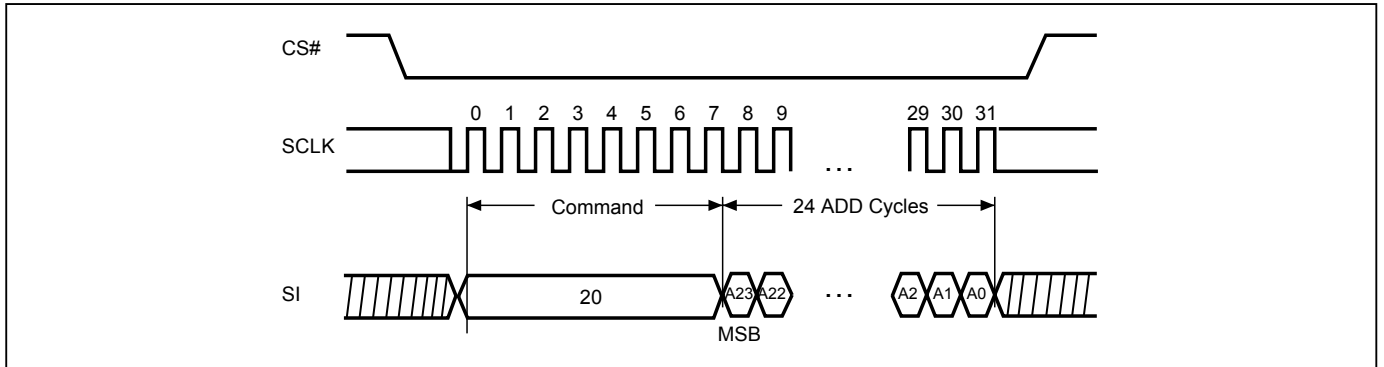 CS#
0 1 2 3 4 5 6 7 8 9 29 30 31
SCLK
...
Command 24 ADD Cycles
SI 20 A23 A22 ... A2 A1 A0
MSB